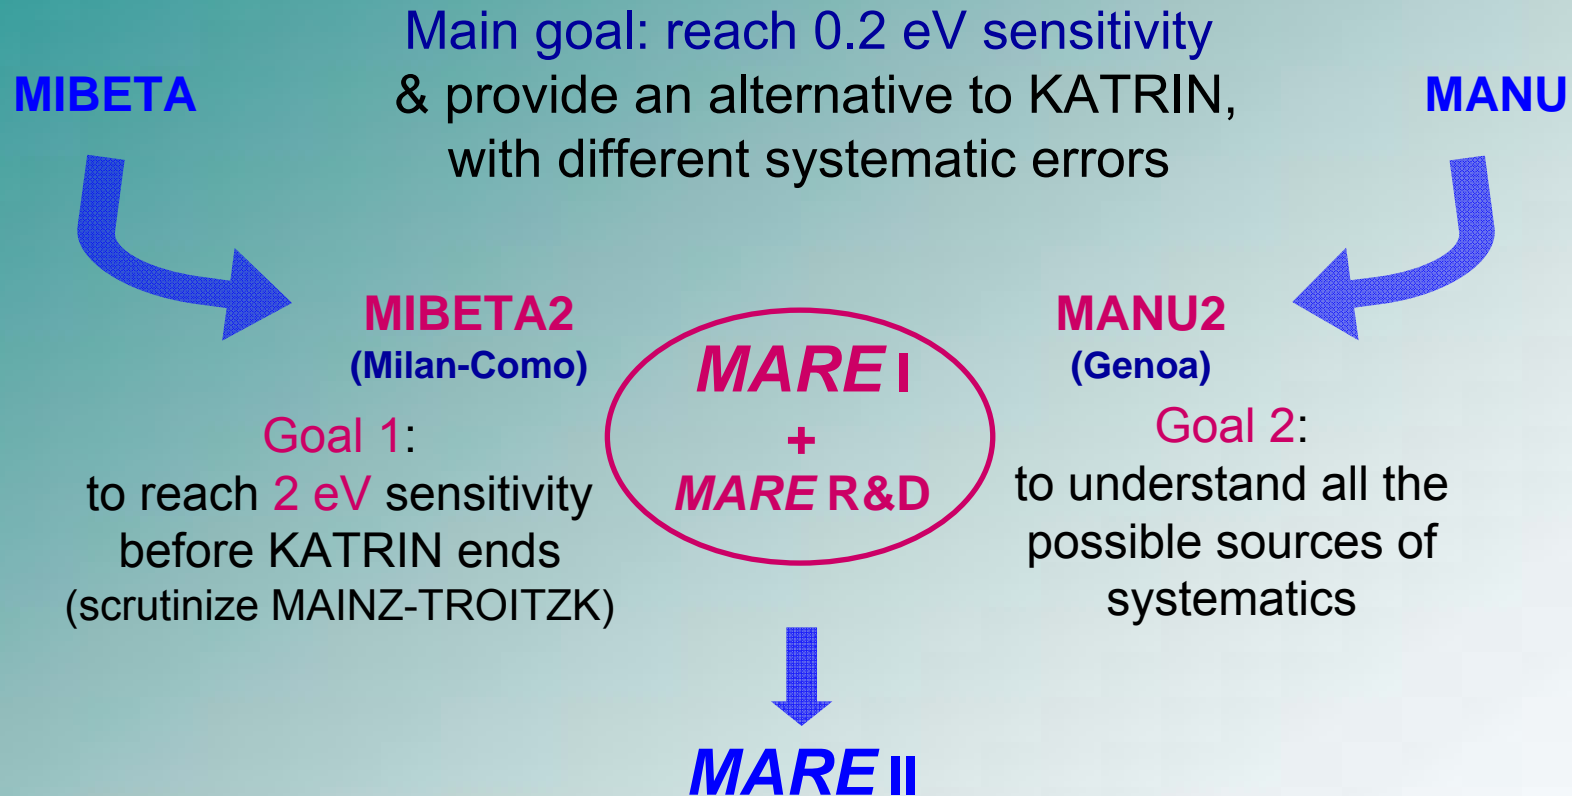 Main goal: reach 0.2 eV sensitivity
& provide an alternative to KATRIN,
with different systematic errors
MIBETA
MANU
MIBETA2
(Milan-Como)
Goal 1:
to reach 2 eV sensitivity
before KATRIN ends
(scrutinize MAINZ-TROITZK)
MARE I
+
MARE R&D
MANU2
(Genoa)
Goal 2:
to understand all the
possible sources of
systematics
MARE II